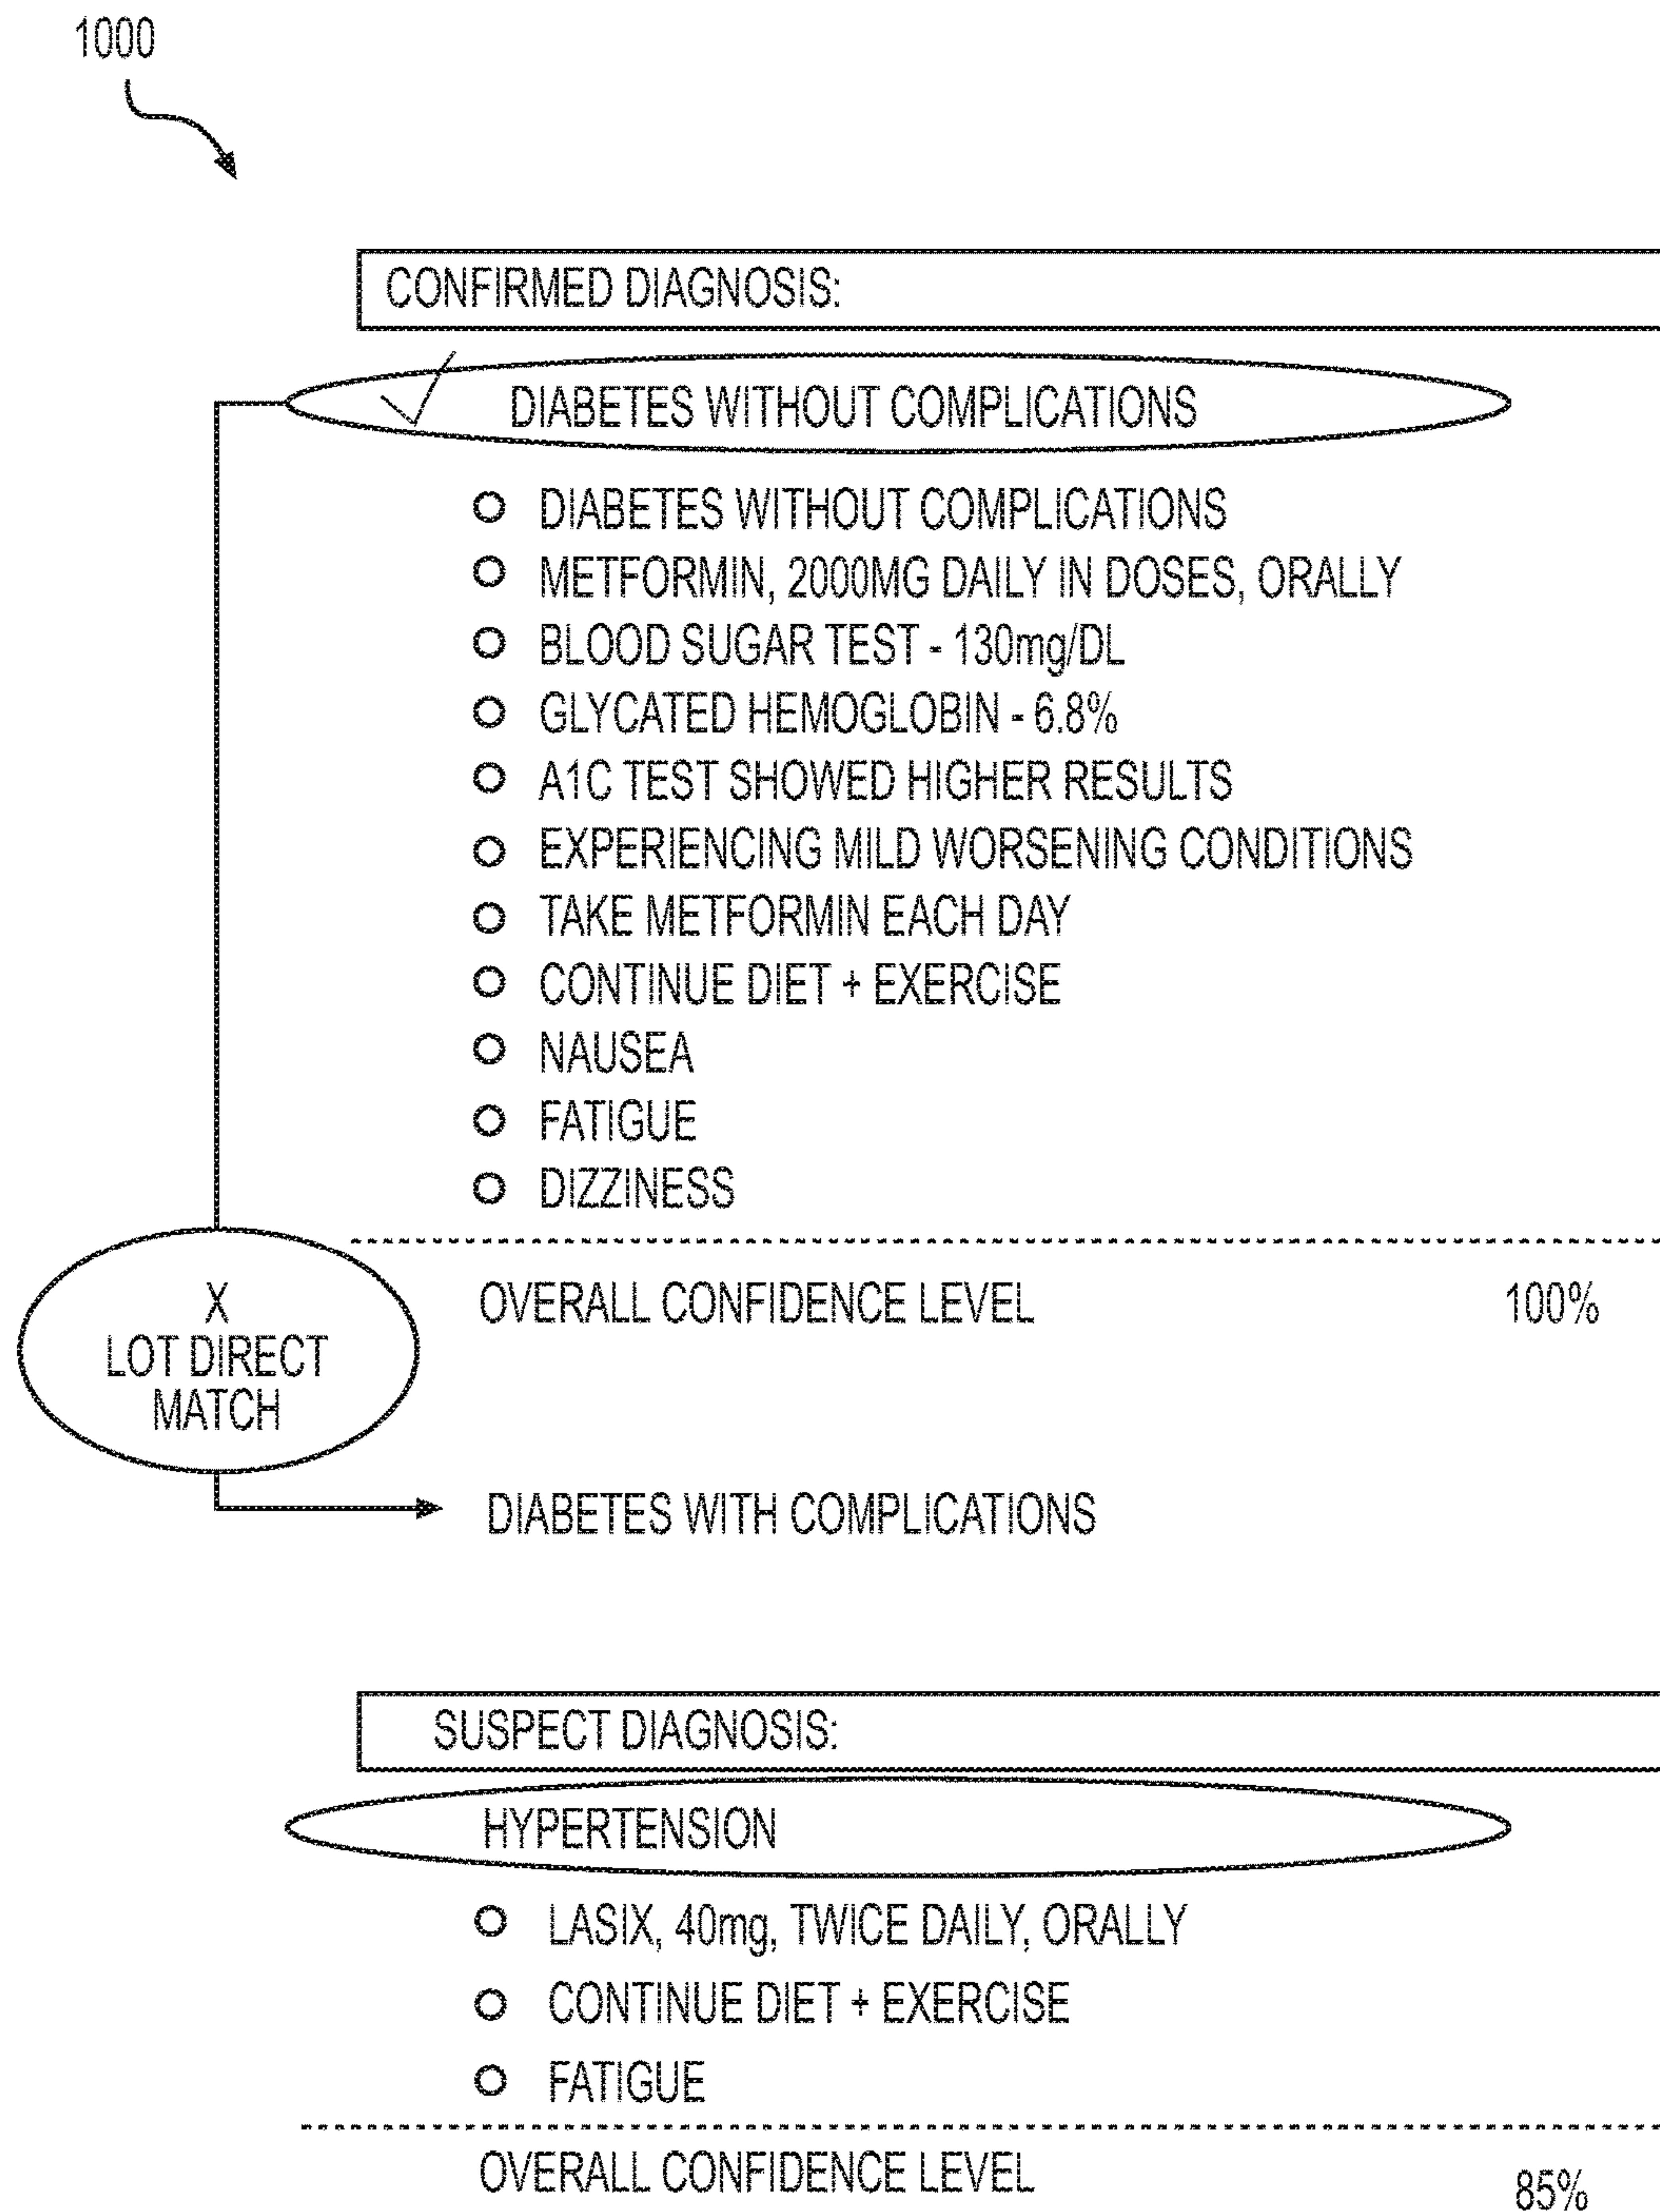 1000
CONFIRMED DIAGNOSIS:
DIABETES WITHOUT COMPLICATIONS
DIABETES WITHOUT COMPLICATIONS
METFORMIN, 2000MG DAILY IN DOSES, ORALLY
BLOOD SUGAR TEST - 130mg/DL
GLYCATED HEMOGLOBIN - 6.8%
A1C TEST SHOWED HIGHER RESULTS
EXPERIENCING MILD WORSENING CONDITIONS
TAKE METFORMIN EACH DAY
CONTINUE DIET + EXERCISE
NAUSEA
FATIGUE
DIZZINESS
OVERALL CONFIDENCE LEVEL 100%
X
LOT DIRECT
MATCH
DIABETES WITH COMPLICATIONS
SUSPECT DIAGNOSIS:
HYPERTENSION
LASIX, 40mg, TWICE DAILY, ORALLY
CONTINUE DIET + EXERCISE
FATIGUE
OVERALL CONFIDENCE LEVEL 85%